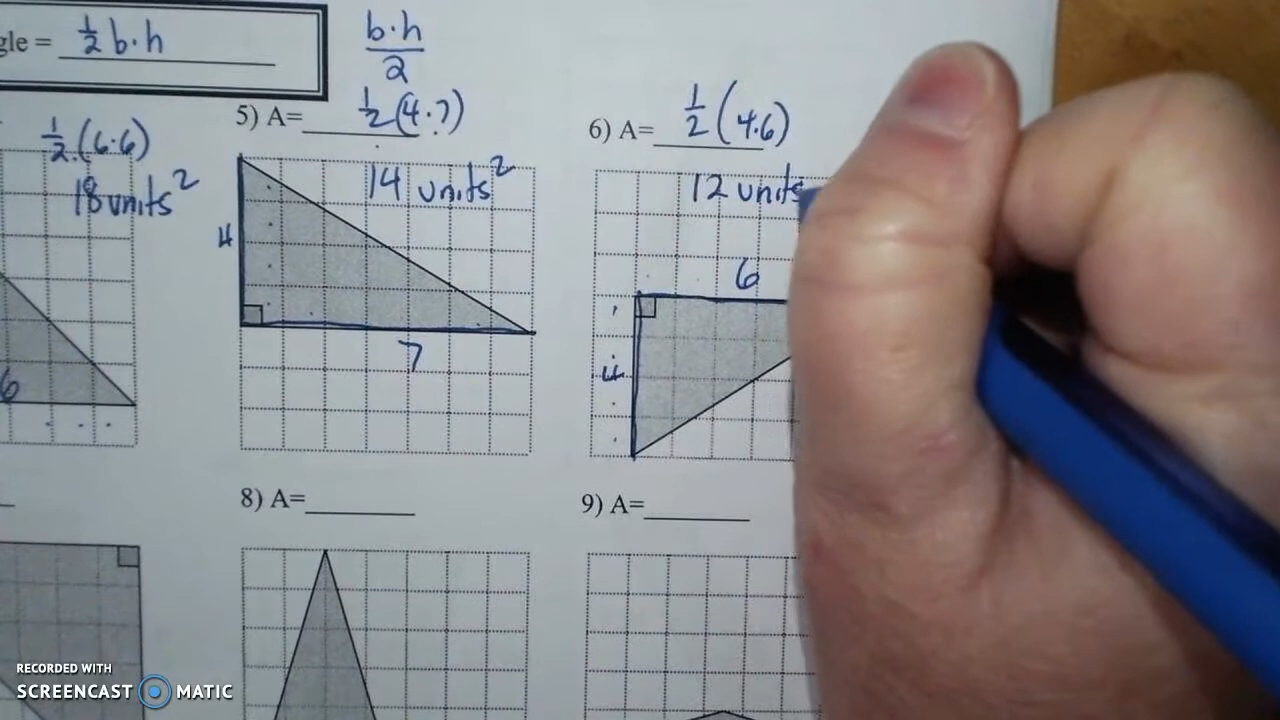 gle = ½ b·h
b·h
2
½ (6·6)
18 units²
5) A= ½ (4·7)
14 units²
4
7
6) A= ½ (4·6)
12 units
6
4
6
8) A=
9) A=
RECORDED WITH
SCREENCAST MATIC